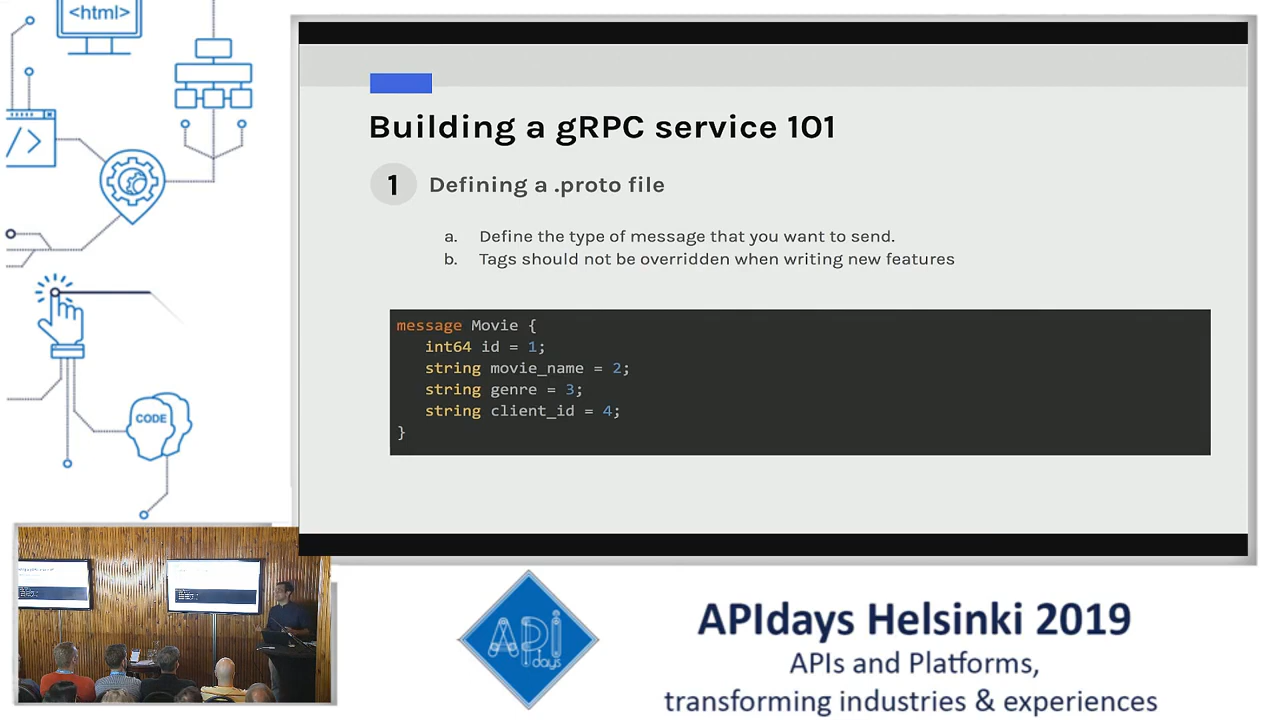 <html>
</>
CODE
Building a gRPC service 101
1 Defining a .proto file
a. Define the type of message that you want to send.
b. Tags should not be overridden when writing new features
message Movie {
int64 id = 1;
string movie_name = 2;
string genre = 3;
string client_id = 4;
}
API days
APIdays Helsinki 2019
APIs and Platforms,
transforming industries & experiences